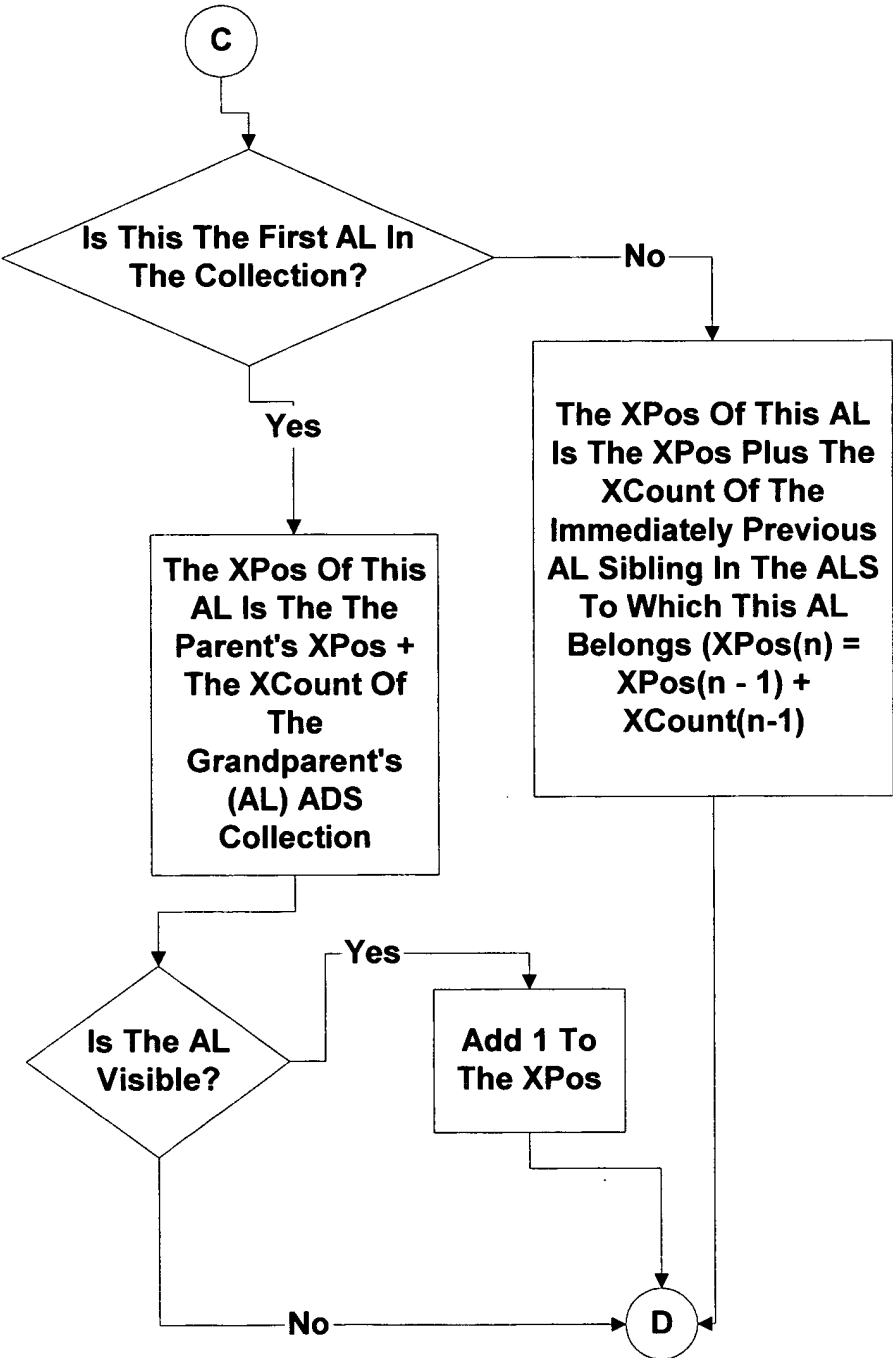 C
Is This The First AL In
The Collection?
No
Yes
The XPos Of This AL
Is The XPos Plus The
XCount Of The
Immediately Previous
AL Sibling In The ALS
To Which This AL
Belongs (XPos(n) =
XPos(n - 1) +
XCount(n-1)
The XPos Of This
AL Is The The
Parent's XPos +
The XCount Of
The
Grandparent's
(AL) ADS
Collection
Yes
Is The AL
Visible?
Add 1 To
The XPos
No
D